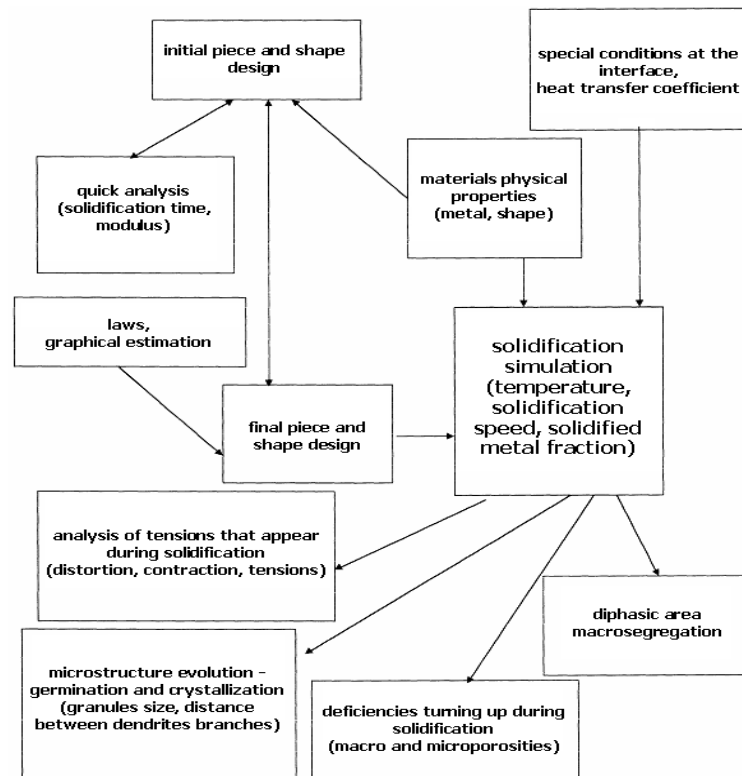 initial piece and shape
design
special conditions at the
interface,
heat transfer coefficient
quick analysis
(solidification time,
modulus)
materials physical
properties
(metal, shape)
laws,
graphical estimation
solidification
simulation
(temperature,
solidification
speed, solidified
metal fraction)
final piece and
shape design
analysis of tensions that appear
during solidification
(distortion, contraction, tensions)
diphasic area
macrosegregation
microstructure evolution -
germination and crystallization
(granules size, distance
between dendrites branches)
deficiencies turning up during
solidification
(macro and microporosities)